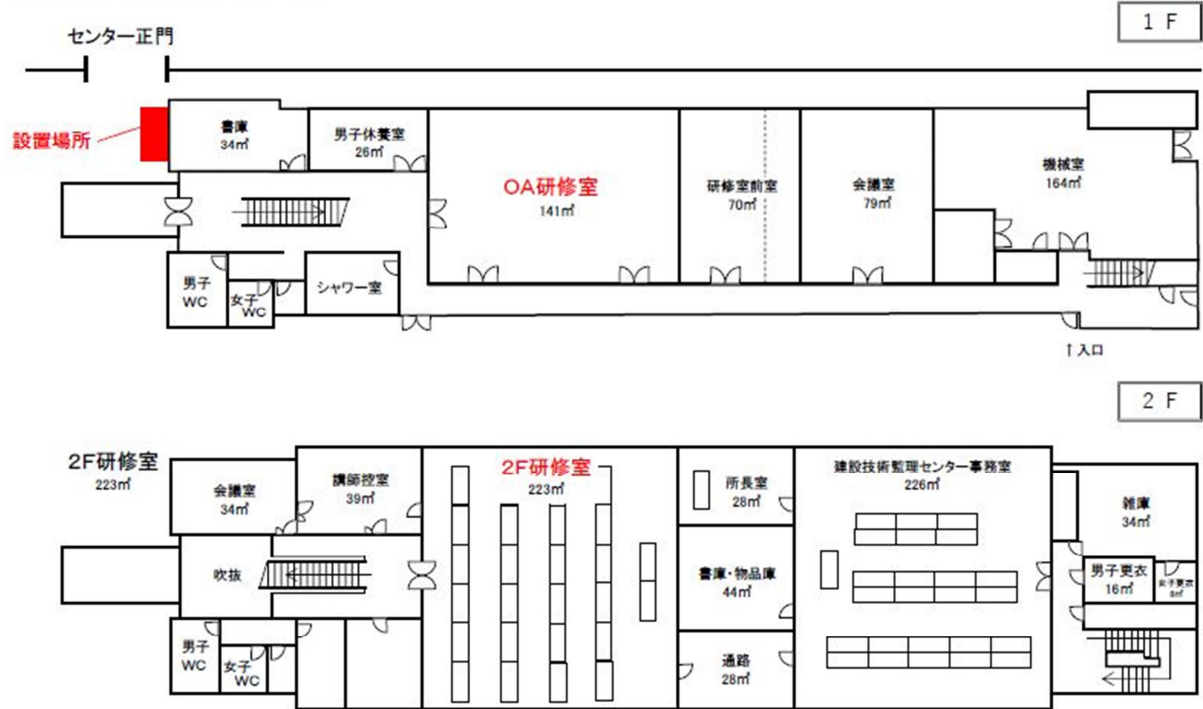 1 F
センター正門
設置場所
書庫
34㎡
男子休養室
26㎡
OA研修室
141㎡
研修室前室
70㎡
会議室
79㎡
機械室
164㎡
男子
WC
女子
WC
シャワー室
↑入口
2 F
2F研修室
223㎡
会議室
34㎡
講師控室
39㎡
2F研修室
223㎡
所長室
28㎡
建設技術監理センター事務室
226㎡
雑庫
34㎡
吹抜
書庫・物品庫
44㎡
男子更衣
16㎡
女子更衣
8㎡
男子
WC
女子
WC
通路
28㎡